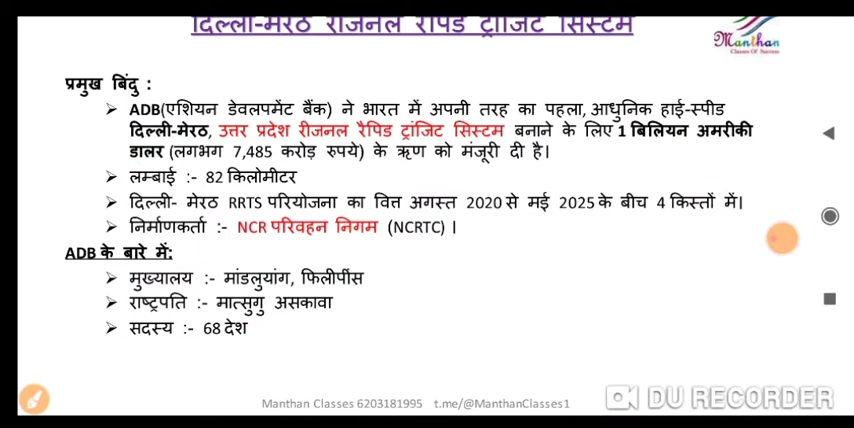 दिल्ली-मेरठ रीजनल रैपिड ट्रांजिट सिस्टम
Manthan
Classes Of Success
प्रमुख बिंदु :
➢ ADB(एशियन डेवलपमेंट बैंक) ने भारत में अपनी तरह का पहला, आधुनिक हाई-स्पीड
दिल्ली-मेरठ, उत्तर प्रदेश रीजनल रैपिड ट्रांजिट सिस्टम बनाने के लिए 1 बिलियन अमरीकी
डालर (लगभग 7,485 करोड़ रुपये) के ऋण को मंजूरी दी है।
➢ लम्बाई :- 82 किलोमीटर
➢ दिल्ली- मेरठ RRTS परियोजना का वित्त अगस्त 2020 से मई 2025 के बीच 4 किस्तों में।
➢ निर्माणकर्ता :- NCR परिवहन निगम (NCRTC) ।
ADB के बारे में:
➢ मुख्यालय :- मांडलुयांग, फिलीपींस
➢ राष्ट्रपति :- मात्सुगु असकावा
➢ सदस्य :- 68 देश
Manthan Classes 6203181995 t.me/@ManthanClasses1
DU RECORDER